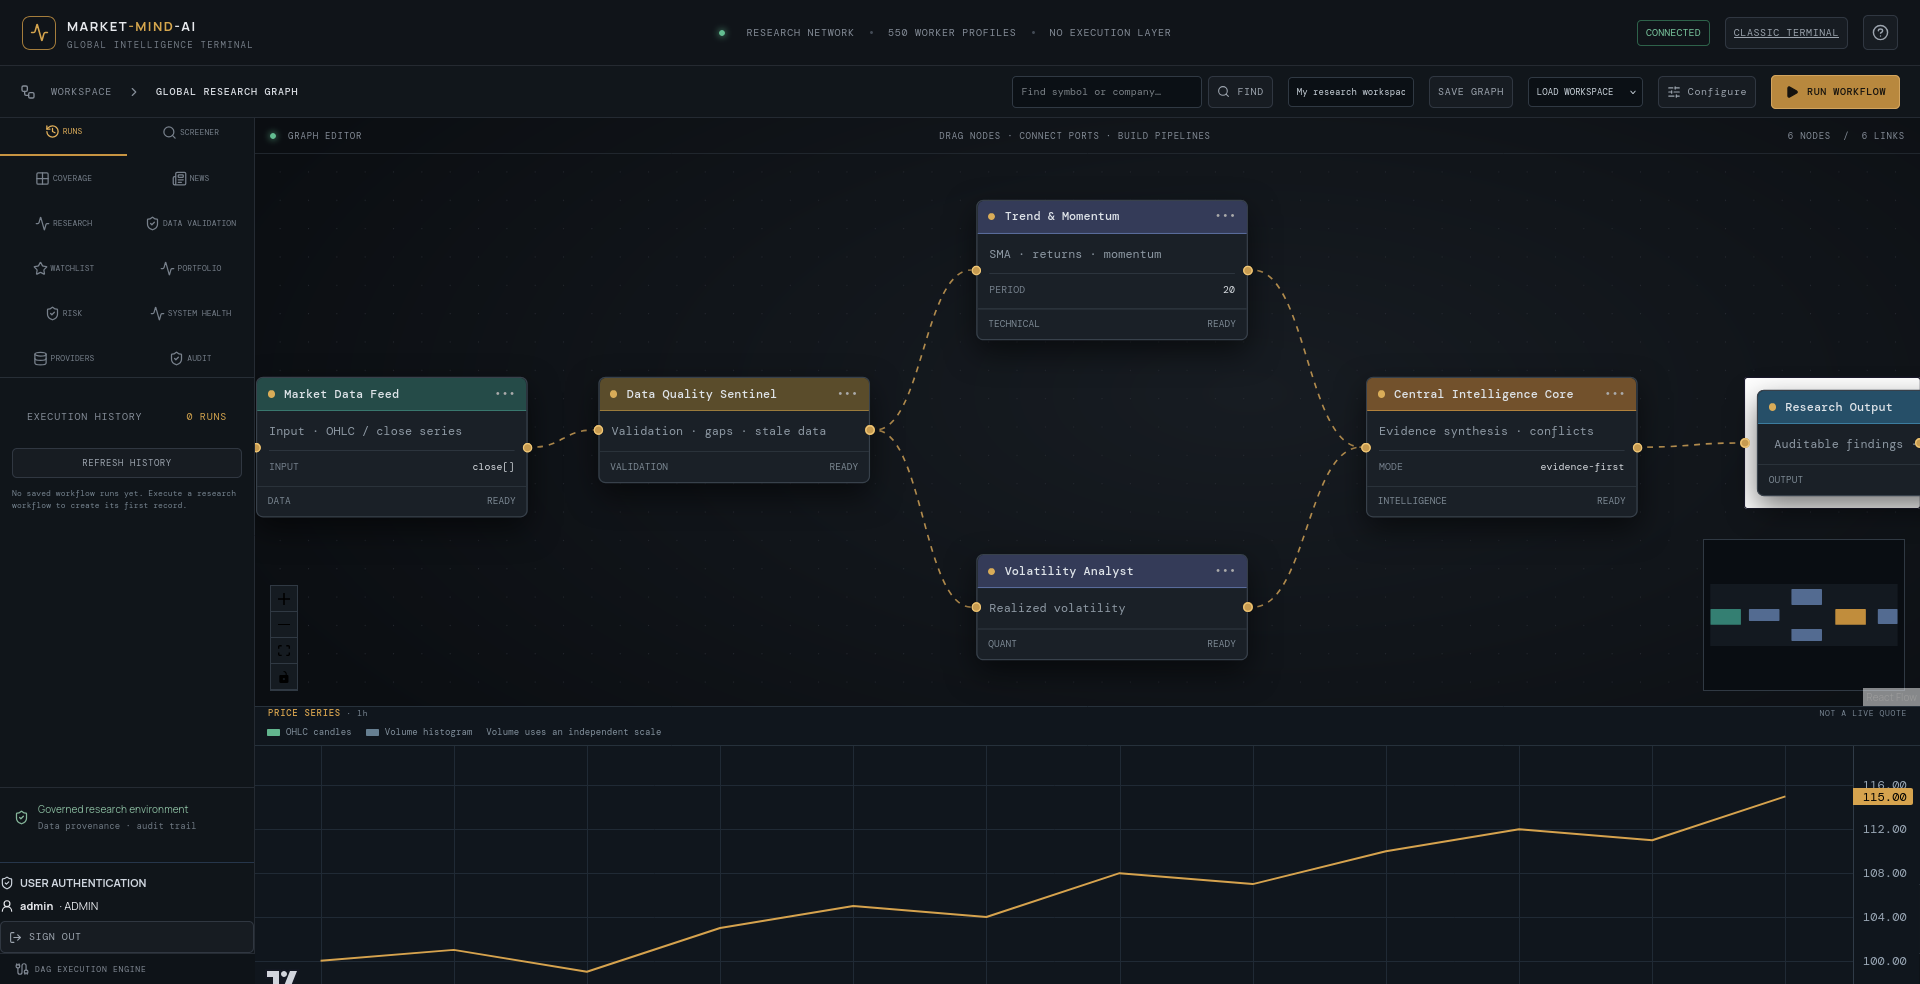 MARKET-MIND-AI
GLOBAL INTELLIGENCE TERMINAL
RESEARCH NETWORK • 550 WORKER PROFILES • NO EXECUTION LAYER
CONNECTED
CLASSIC TERMINAL
WORKSPACE > GLOBAL RESEARCH GRAPH
Find symbol or company…
FIND
My research workspac
SAVE GRAPH
LOAD WORKSPACE
Configure
RUN WORKFLOW
RUNS
SCREENER
COVERAGE
NEWS
RESEARCH
DATA VALIDATION
WATCHLIST
PORTFOLIO
RISK
SYSTEM HEALTH
PROVIDERS
AUDIT
EXECUTION HISTORY 0 RUNS
REFRESH HISTORY
No saved workflow runs yet. Execute a research
workflow to create its first record.
Governed research environment
Data provenance · audit trail
USER AUTHENTICATION
admin · ADMIN
SIGN OUT
DAG EXECUTION ENGINE
GRAPH EDITOR
DRAG NODES · CONNECT PORTS · BUILD PIPELINES
6 NODES / 6 LINKS
Market Data Feed
Input · OHLC / close series
INPUT close[]
DATA READY
Data Quality Sentinel
Validation · gaps · stale data
VALIDATION READY
Trend & Momentum
SMA · returns · momentum
PERIOD 20
TECHNICAL READY
Volatility Analyst
Realized volatility
QUANT READY
Central Intelligence Core
Evidence synthesis · conflicts
MODE evidence-first
INTELLIGENCE READY
Research Output
Auditable findings
OUTPUT
React Flow
PRICE SERIES · 1h
NOT A LIVE QUOTE
OHLC candles
Volume histogram
Volume uses an independent scale
116.00
115.00
112.00
108.00
104.00
100.00